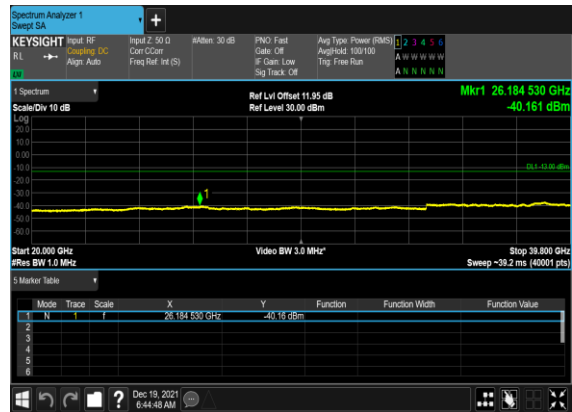 Spectrum Analyzer 1
Swept SA
+
KEYSIGHT Input: RF Input Z: 50 Ω #Atten: 30 dB PNO: Fast Avg Type: Power (RMS) 1 2 3 4 5 6
RL Coupling: DC Corr CCorr Gate: Off Avg|Hold: 100/100 A W W W W W
Align: Auto Freq Ref: Int (S) IF Gain: Low Trig: Free Run
Sig Track: Off A N N N N N
1 Spectrum Ref Lvl Offset 11.95 dB Mkr1 26.184 530 GHz
Scale/Div 10 dB Ref Level 30.00 dBm -40.161 dBm
Log
20.0
10.0
0.00
-10.0 DL1 -13.00 dBm
-20.0
-30.0
1
-40.0
-50.0
-60.0
Start 20.000 GHz Video BW 3.0 MHz* Stop 39.800 GHz
#Res BW 1.0 MHz Sweep ~39.2 ms (40001 pts)
5 Marker Table
Mode Trace Scale X Y Function Function Width Function Value
1 N 1 f 26.184 530 GHz -40.16 dBm
2
3
4
5
6
? Dec 19, 2021
6:44:48 AM